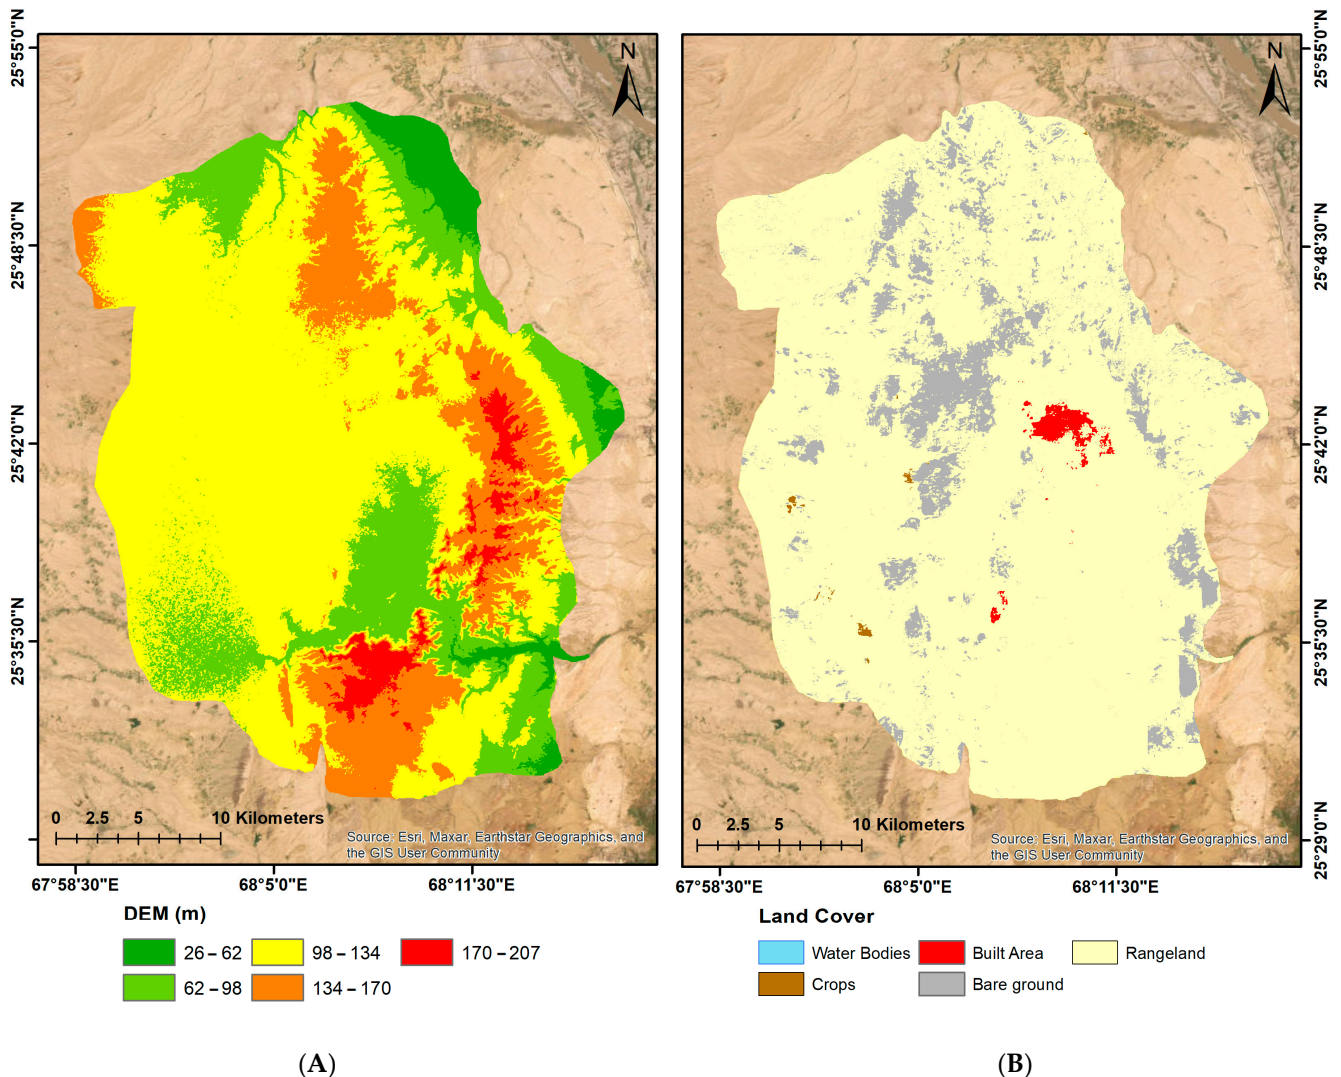 25°55'0"N
25°48'30"N
25°42'0"N
25°35'30"N
N
0 2.5 5 10 Kilometers
Source: Esri, Maxar, Earthstar Geographics, and
the GIS User Community
67°58'30"E 68°5'0"E 68°11'30"E
DEM (m)
26 – 62 98 – 134 170 – 207
62 – 98 134 – 170
(A)
N
0 2.5 5 10 Kilometers
Source: Esri, Maxar, Earthstar Geographics, and
the GIS User Community
25°55'0"N
25°48'30"N
25°42'0"N
25°35'30"N
25°29'0"N
67°58'30"E 68°5'0"E 68°11'30"E
Land Cover
Water Bodies Built Area Rangeland
Crops Bare ground
(B)